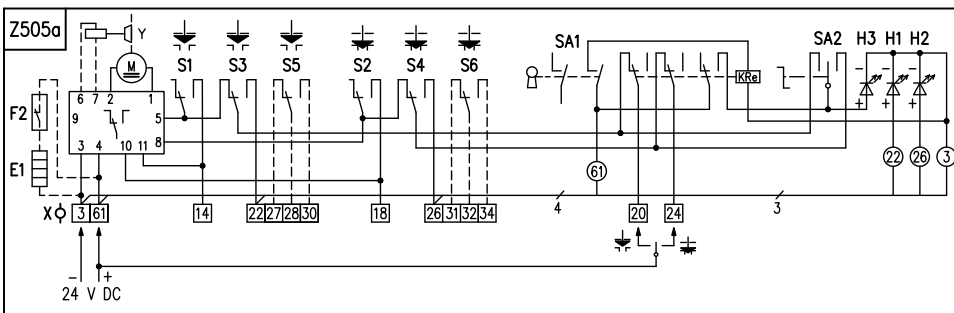 Z505a
Y
M
S1 S3 S5 S2 S4 S6 SA1 SA2 H3 H1 H2
KRe
6 7 2 1
F2
9 5
3 4 10 11 8
E1
- - -
+ + +
61 22 26 3
4 3
X 3 61 14 22 27 28 30 18 26 31 32 34 20 24
- +
24 V DC